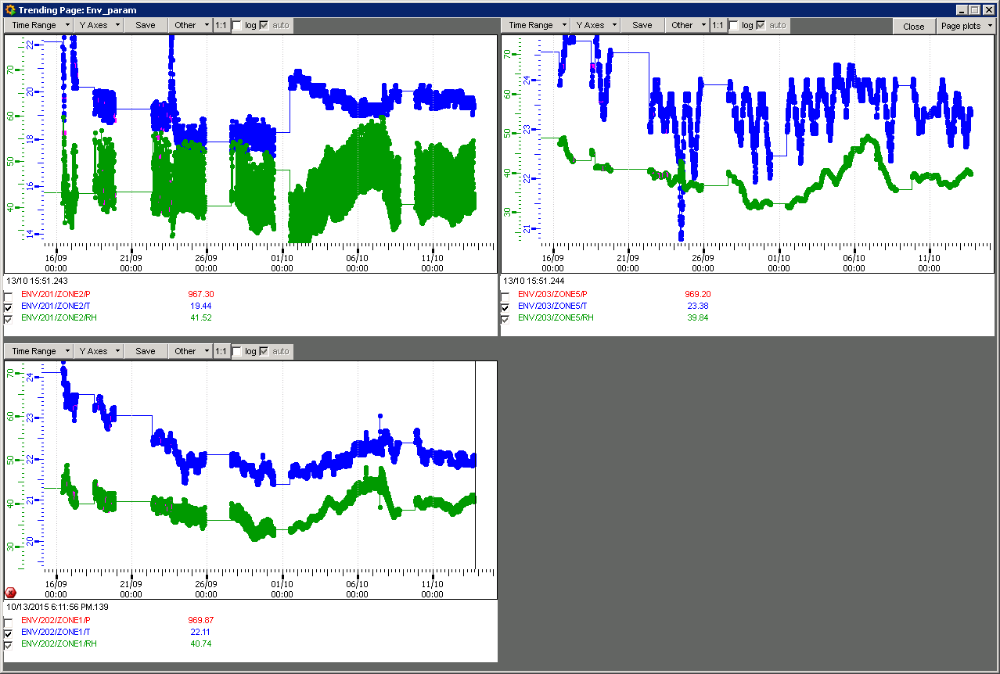 Trending Page: Env_param
Time Range Y Axes Save Other 1:1 log auto
22
20
18
16
14
70
60
50
40
16/09 21/09 26/09 01/10 06/10 11/10
00:00 00:00 00:00 00:00 00:00 00:00
13/10 15:51.243
ENV/201/ZONE2/P 967.30
ENV/201/ZONE2/T 19.44
ENV/201/ZONE2/RH 41.52
Time Range Y Axes Save Other 1:1 log auto Close Page plots
70
60
50
40
30
24
23
22
21
16/09 21/09 26/09 01/10 06/10 11/10
00:00 00:00 00:00 00:00 00:00 00:00
13/10 15:51.244
ENV/203/ZONE5/P 969.20
ENV/203/ZONE5/T 23.38
ENV/203/ZONE5/RH 39.84
Time Range Y Axes Save Other 1:1 log auto
70
60
50
40
30
24
23
22
21
20
16/09 21/09 26/09 01/10 06/10 11/10
00:00 00:00 00:00 00:00 00:00 00:00
10/13/2015 6:11:56 PM.139
ENV/202/ZONE1/P 969.87
ENV/202/ZONE1/T 22.11
ENV/202/ZONE1/RH 40.74